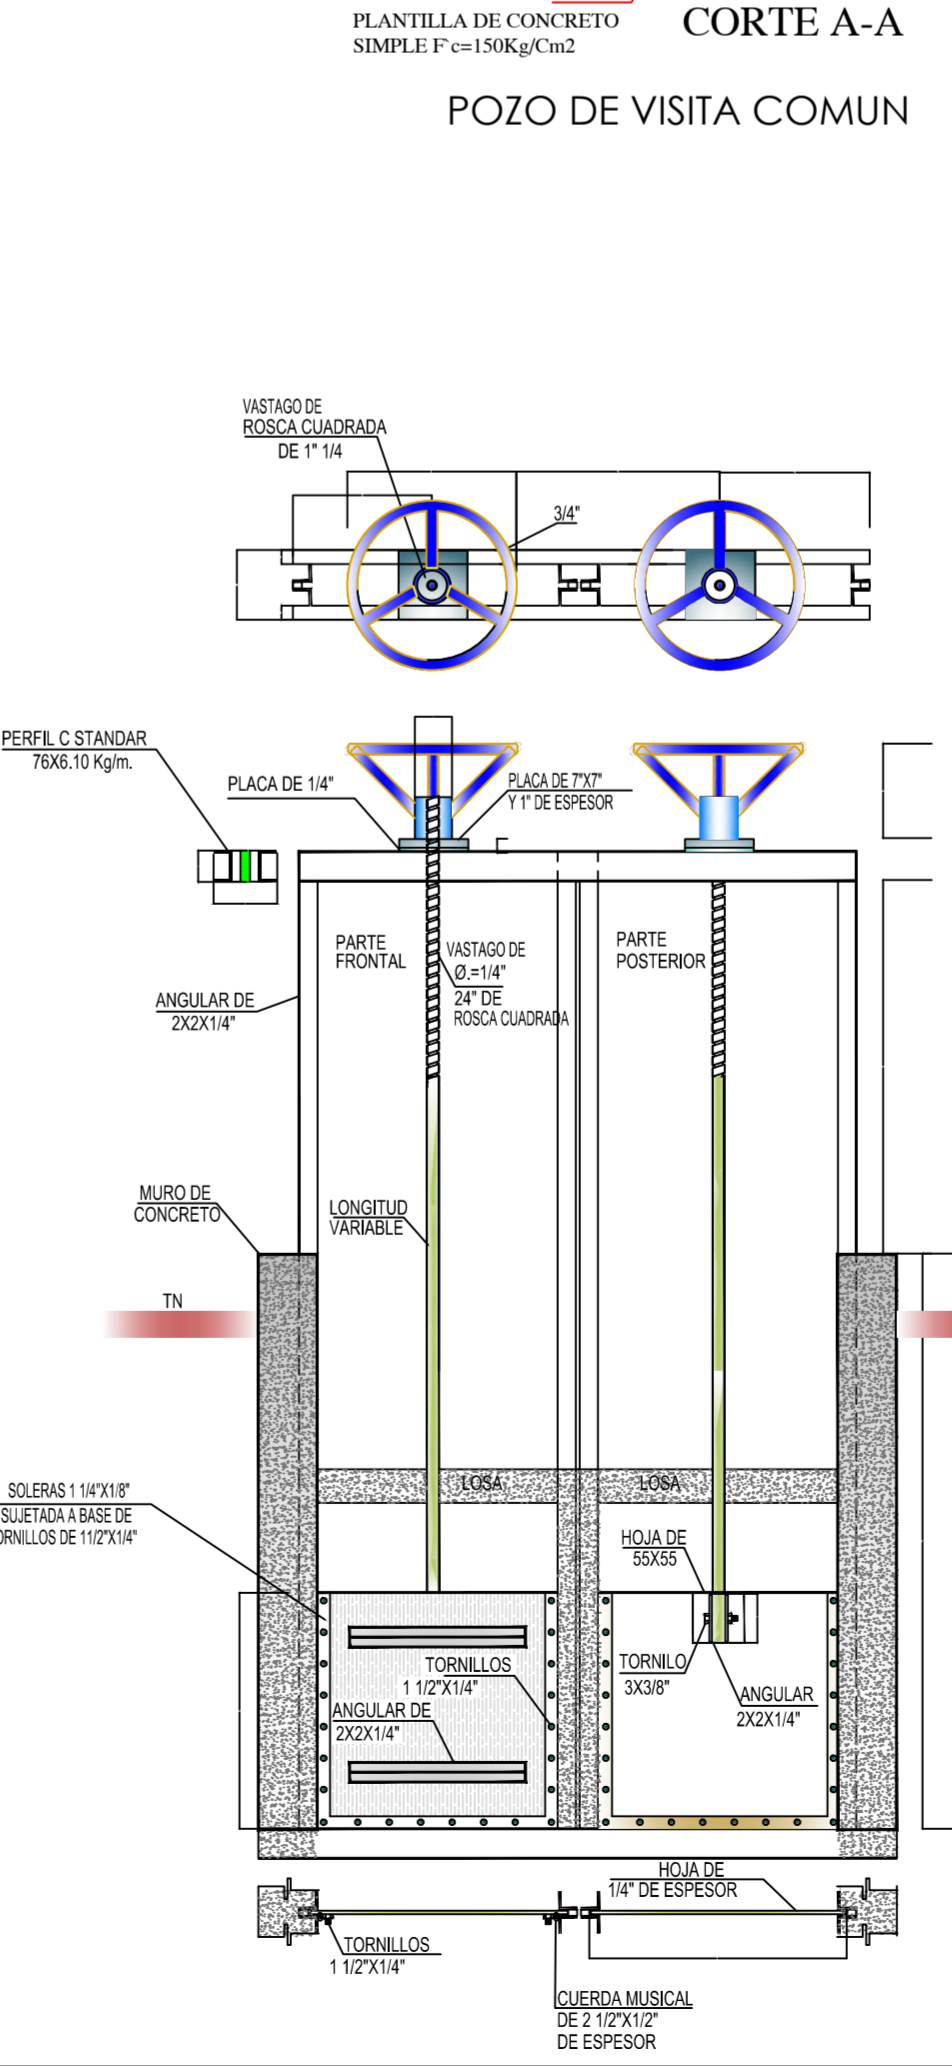 PLANTILLA DE CONCRETO
SIMPLE F`c=150Kg/Cm2
CORTE A-A
POZO DE VISITA COMUN
VASTAGO DE
ROSCA CUADRADA
DE 1" 1/4
3/4"
PERFIL C STANDAR
76X6.10 Kg/m.
PLACA DE 1/4"
PLACA DE 7"X7"
Y 1" DE ESPESOR
PARTE
FRONTAL
VASTAGO DE
Ø.=1/4"
24" DE
ROSCA CUADRADA
PARTE
POSTERIOR
ANGULAR DE
2X2X1/4"
MURO DE
CONCRETO
LONGITUD
VARIABLE
TN
LOSA
LOSA
SOLERAS 1 1/4"X1/8"
SUJETADA A BASE DE
ORNILLOS DE 11/2"X1/4"
HOJA DE
55X55
TORNILLOS
1 1/2"X1/4"
ANGULAR DE
2X2X1/4"
TORNILO
3X3/8"
ANGULAR
2X2X1/4"
HOJA DE
1/4" DE ESPESOR
TORNILLOS
1 1/2"X1/4"
CUERDA MUSICAL
DE 2 1/2"X1/2"
DE ESPESOR